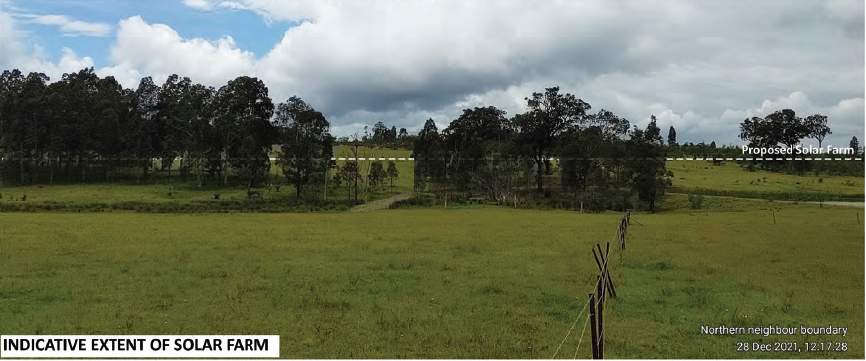 Proposed Solar Farm
Northern neighbour boundary
28 Dec 2021, 12.17.28
INDICATIVE EXTENT OF SOLAR FARM